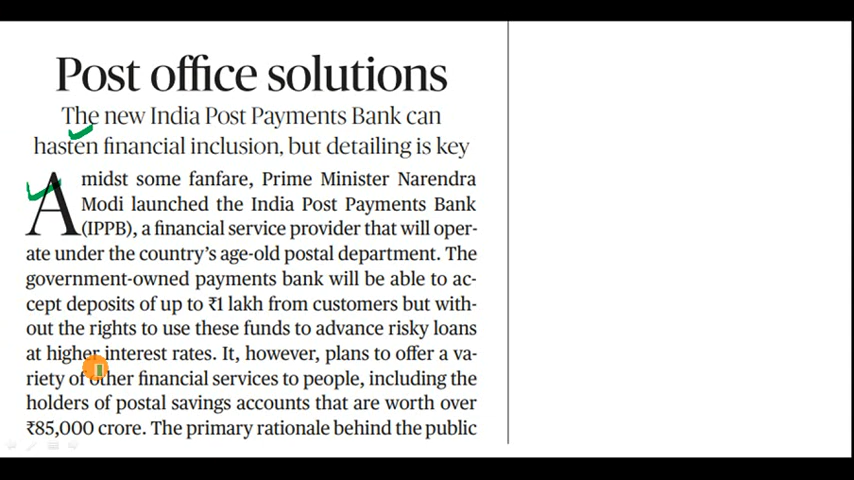 Post office solutions
The new India Post Payments Bank can
hasten financial inclusion, but detailing is key
Amidst some fanfare, Prime Minister Narendra
Modi launched the India Post Payments Bank
(IPPB), a financial service provider that will oper-
ate under the country's age-old postal department. The
government-owned payments bank will be able to ac-
cept deposits of up to ₹1 lakh from customers but with-
out the rights to use these funds to advance risky loans
at higher interest rates. It, however, plans to offer a va-
riety of other financial services to people, including the
holders of postal savings accounts that are worth over
₹85,000 crore. The primary rationale behind the public